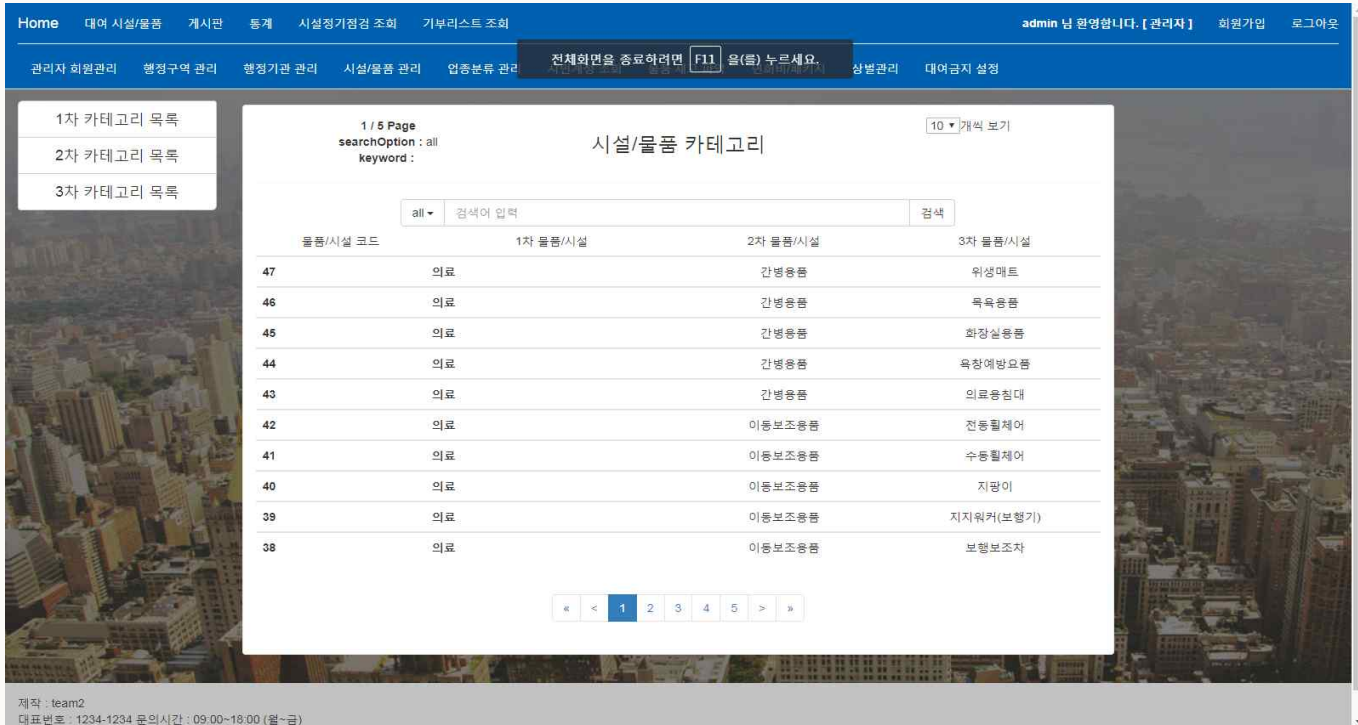 Home 대여 시설/물품 게시판 통계 시설정기점검 조회 기부리스트 조회 admin 님 환영합니다. [ 관리자 ] 회원가입 로그아웃
전체화면을 종료하려면 F11 을(를) 누르세요.
관리자 회원관리 행정구역 관리 행정기관 관리 시설/물품 관리 업종분류 관리 상벌관리 대여금지 설정
1차 카테고리 목록
2차 카테고리 목록
3차 카테고리 목록
1 / 5 Page
searchOption : all
keyword :
시설/물품 카테고리
10 개씩 보기
all 검색어 입력 검색
물품/시설 코드 1차 물품/시설 2차 물품/시설 3차 물품/시설
47 의료 간병용품 위생매트
46 의료 간병용품 목욕용품
45 의료 간병용품 화장실용품
44 의료 간병용품 욕창예방요품
43 의료 간병용품 의료용침대
42 의료 이동보조용품 전동휠체어
41 의료 이동보조용품 수동휠체어
40 의료 이동보조용품 지팡이
39 의료 이동보조용품 지지워커(보행기)
38 의료 이동보조용품 보행보조차
« < 1 2 3 4 5 > »
제작 : team2
대표번호 : 1234-1234 문의시간 : 09:00~18:00 (월~금)